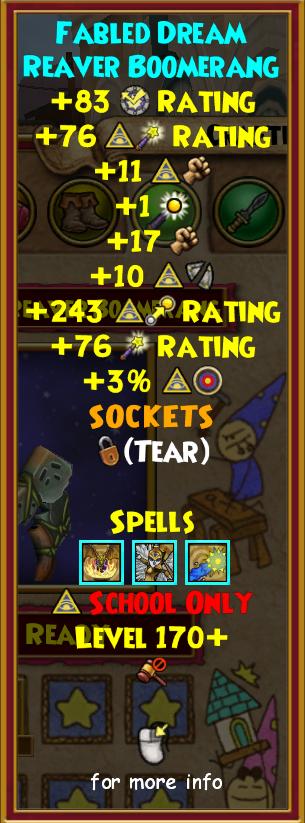 Fabled Dream
Reaver Boomerang
+83 Rating
+76 Rating
+11
+1
+17
+10
+243 Rating
+76 Rating
+3%
Sockets
(Tear)
Spells
School Only
Level 170+
for more info